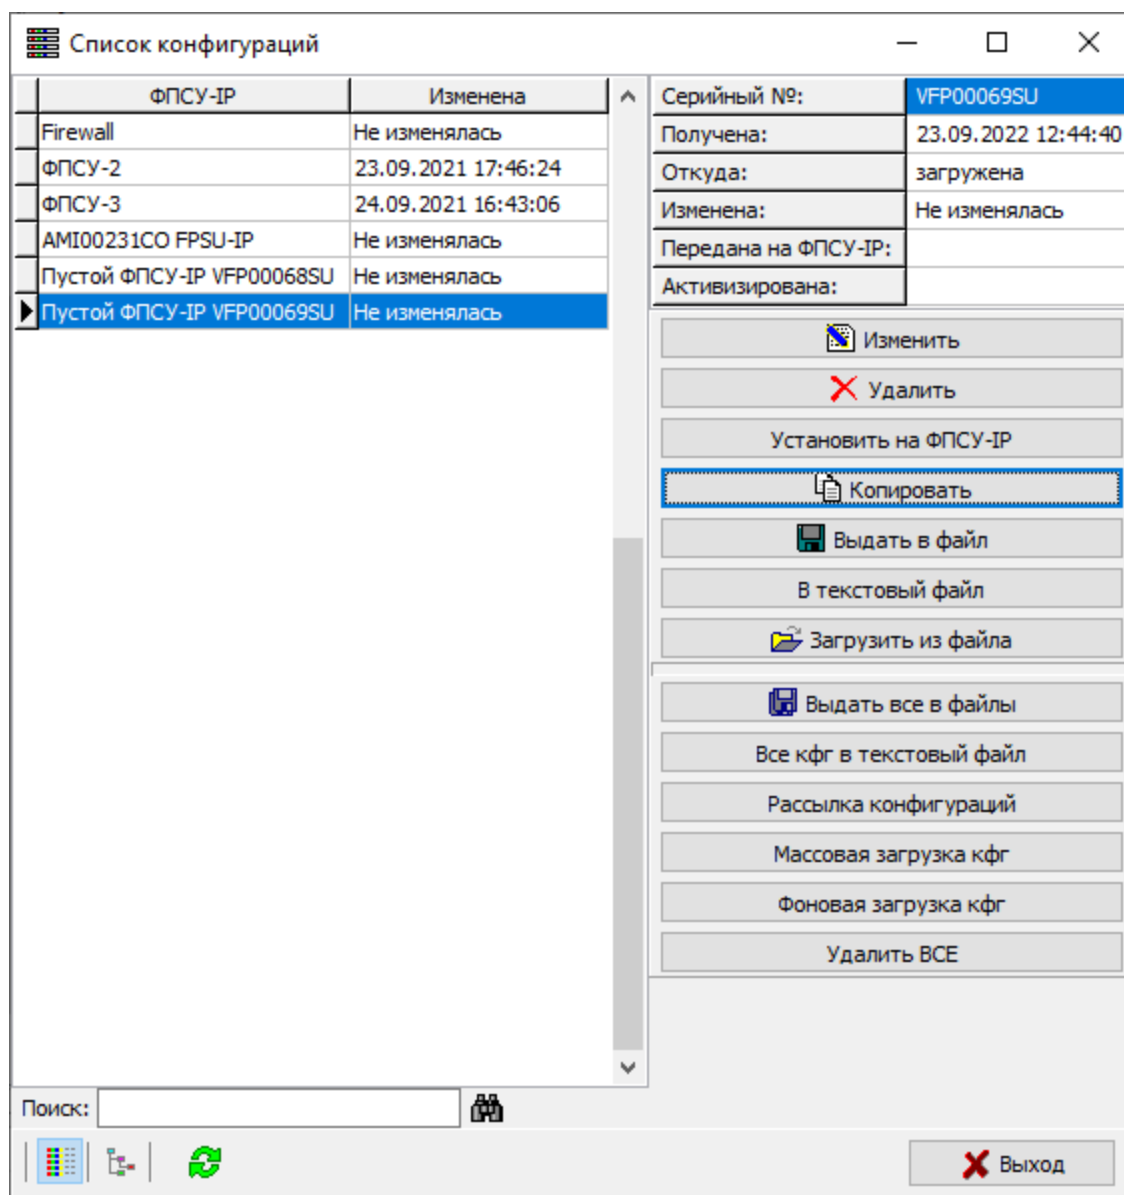 Список конфигураций
ФПСУ-IP Изменена
Firewall Не изменялась
ФПСУ-2 23.09.2021 17:46:24
ФПСУ-3 24.09.2021 16:43:06
AMI00231CO FPSU-IP Не изменялась
Пустой ФПСУ-IP VFP00068SU Не изменялась
Пустой ФПСУ-IP VFP00069SU Не изменялась
Серийный №: VFP00069SU
Получена: 23.09.2022 12:44:40
Откуда: загружена
Изменена: Не изменялась
Передана на ФПСУ-IP:
Активизирована:
Изменить
Удалить
Установить на ФПСУ-IP
Копировать
Выдать в файл
В текстовый файл
Загрузить из файла
Выдать все в файлы
Все кфг в текстовый файл
Рассылка конфигураций
Массовая загрузка кфг
Фоновая загрузка кфг
Удалить ВСЕ
Поиск:
Выход